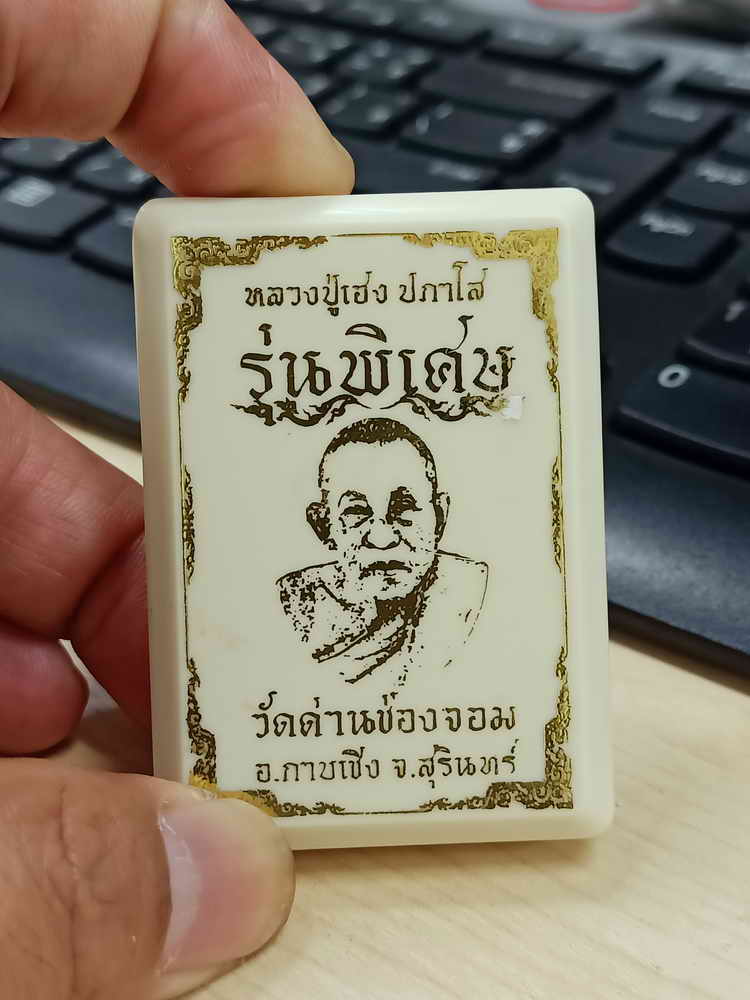 หลวงปู่เฮง ปภาโส
รุ่นพิเศษ
วัดด่านช่องจอม
อ.กาบเชิง จ.สุรินทร์